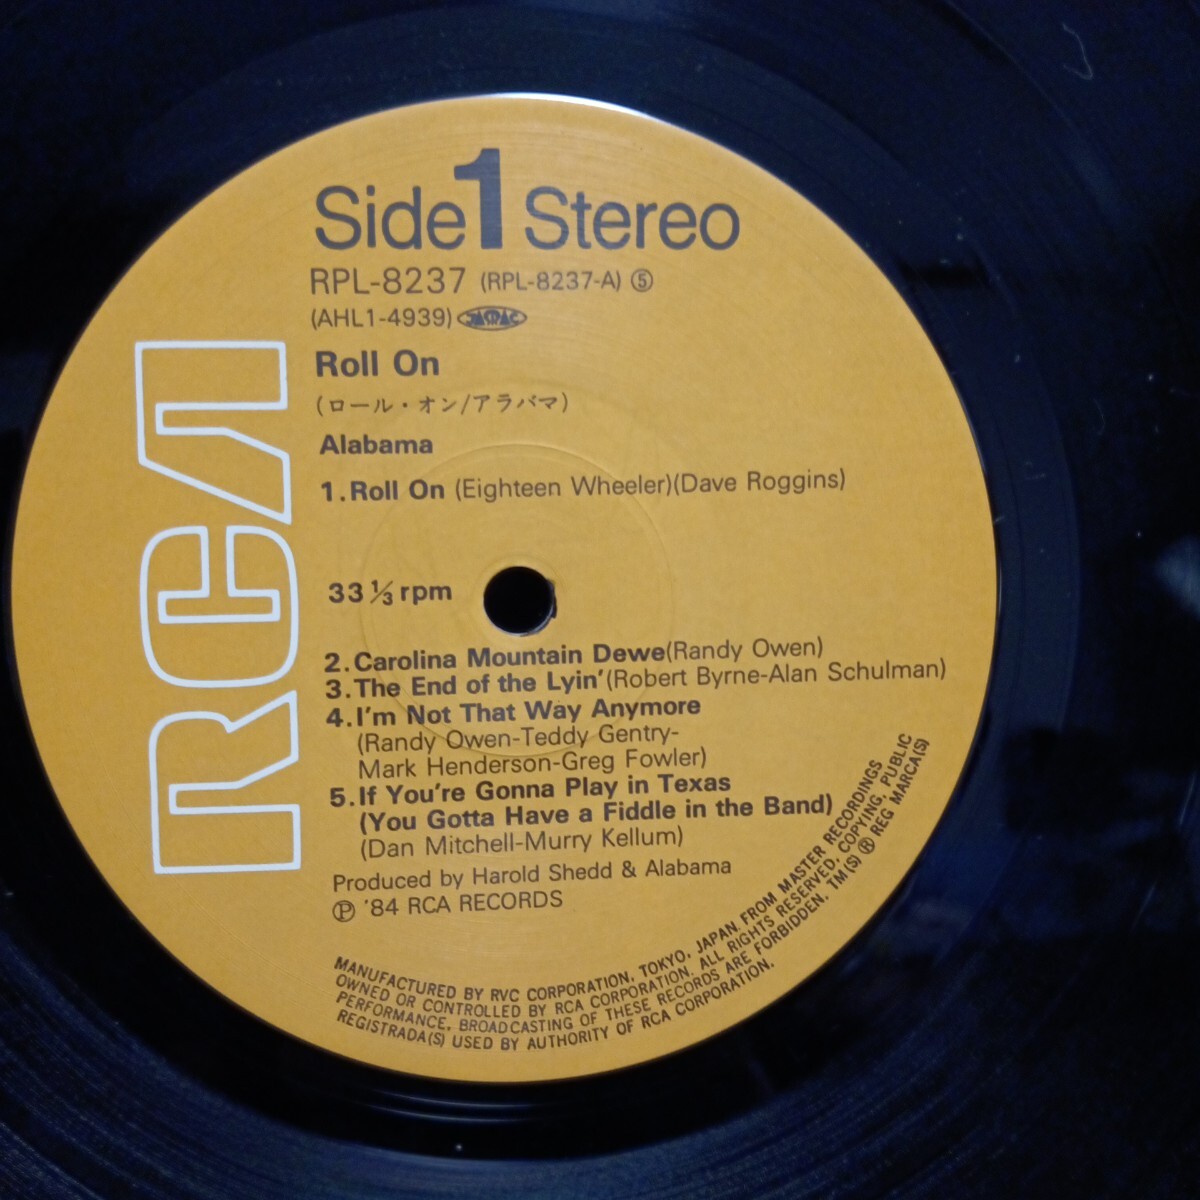 Side 1 Stereo
RPL-8237 (RPL-8237-A) ⑤
(AHL1-4939) JASRAC
Roll On
(ロール・オン/アラバマ)
Alabama
1. Roll On (Eighteen Wheeler)(Dave Roggins)
33 1/3 rpm
2. Carolina Mountain Dewe(Randy Owen)
3. The End of the Lyin'(Robert Byrne-Alan Schulman)
4. I'm Not That Way Anymore
(Randy Owen-Teddy Gentry-
Mark Henderson-Greg Fowler)
5. If You're Gonna Play in Texas
(You Gotta Have a Fiddle in the Band)
(Dan Mitchell-Murry Kellum)
Produced by Harold Shedd & Alabama
Ⓟ '84 RCA RECORDS
RCA
MANUFACTURED BY RVC CORPORATION, TOKYO, JAPAN FROM MASTER RECORDINGS
OWNED OR CONTROLLED BY RCA CORPORATION. ALL RIGHTS RESERVED, COPYING, PUBLIC
PERFORMANCE, BROADCASTING OF THESE RECORDS ARE FORBIDDEN. TM(S) ® REG MARCA(S)
REGISTRADA(S) USED BY AUTHORITY OF RCA CORPORATION.